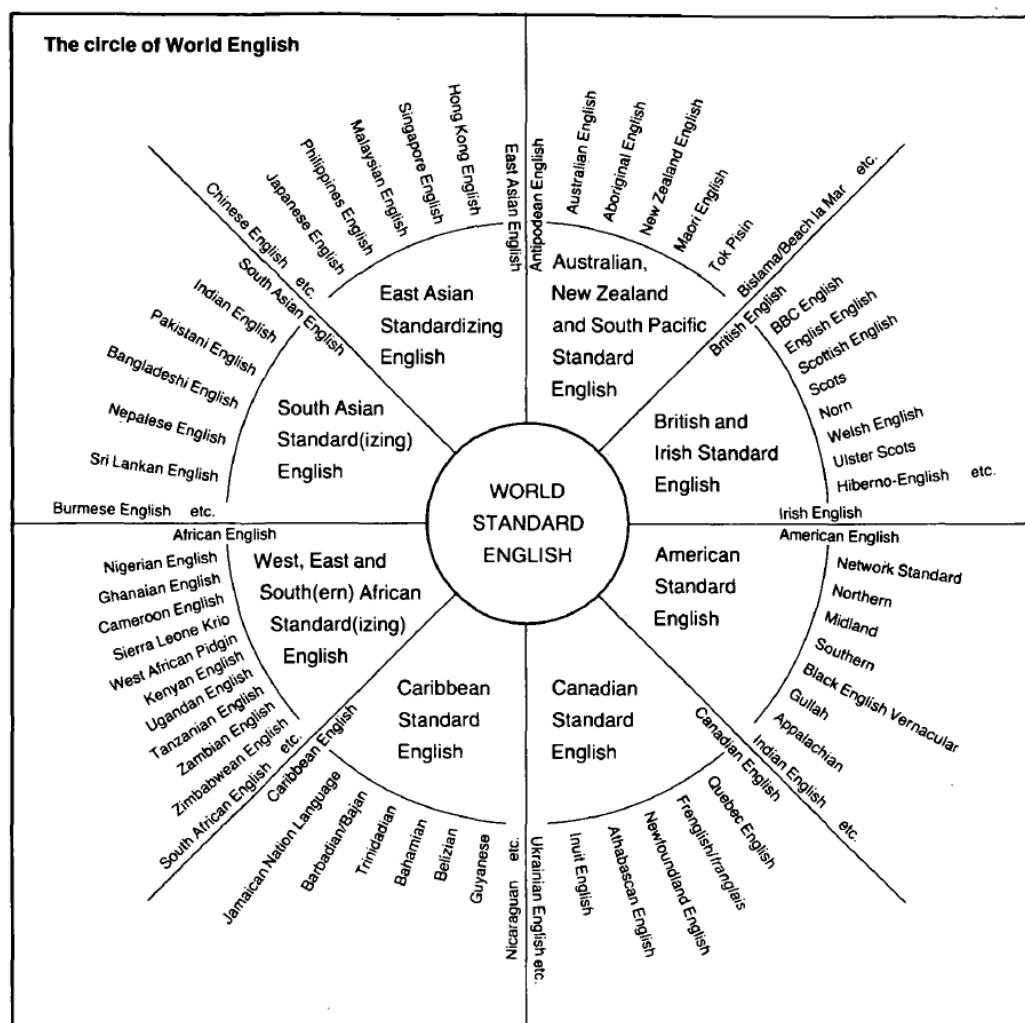 The circle of World English
WORLD
STANDARD
ENGLISH
Australian,
New Zealand
and South Pacific
Standard
English
Antipodean English
Australian English
Aboriginal English
New Zealand English
Maori English
Tok Pisin
Bislama/Beach la Mar etc.
British and
Irish Standard
English
British English
BBC English
English English
Scottish English
Scots
Norn
Welsh English
Ulster Scots
Hiberno-English etc.
Irish English
American
Standard
English
American English
Network Standard
Northern
Midland
Southern
Black English Vernacular
Gullah
Appalachian
Indian English etc.
Canadian
Standard
English
Canadian English
Quebec English
Frenglish/franglais
Newfoundland English
Athabascan English
Inuit English
Ukrainian English etc.
Caribbean
Standard
English
Caribbean English
Jamaican Nation Language
Barbadian/Bajan
Trinidadian
Bahamian
Belizian
Guyanese
Nicaraguan etc.
West, East and
South(ern) African
Standard(izing)
English
African English
Nigerian English
Ghanaian English
Cameroon English
Sierra Leone Krio
West African Pidgin
Kenyan English
Ugandan English
Tanzanian English
Zambian English
Zimbabwean English
South African English etc.
South Asian
Standard(izing)
English
South Asian English
Indian English
Pakistani English
Bangladeshi English
Nepalese English
Sri Lankan English
Burmese English etc.
East Asian
Standardizing
English
East Asian English
Hong Kong English
Singapore English
Malaysian English
Philippines English
Japanese English
Chinese English etc.